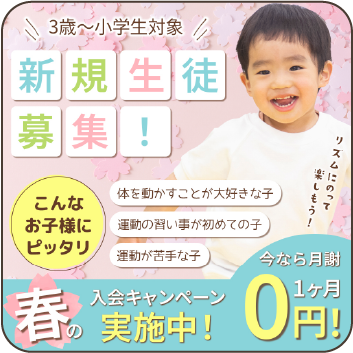 3歳～小学生対象
新規生徒
募集！
リズムにのって
楽しもう！
こんな
お子様に
ピッタリ
体を動かすことが大好きな子
運動の習い事が初めての子
運動が苦手な子
春の
入会キャンペーン
実施中！
今なら月謝
1ヶ月
0円！